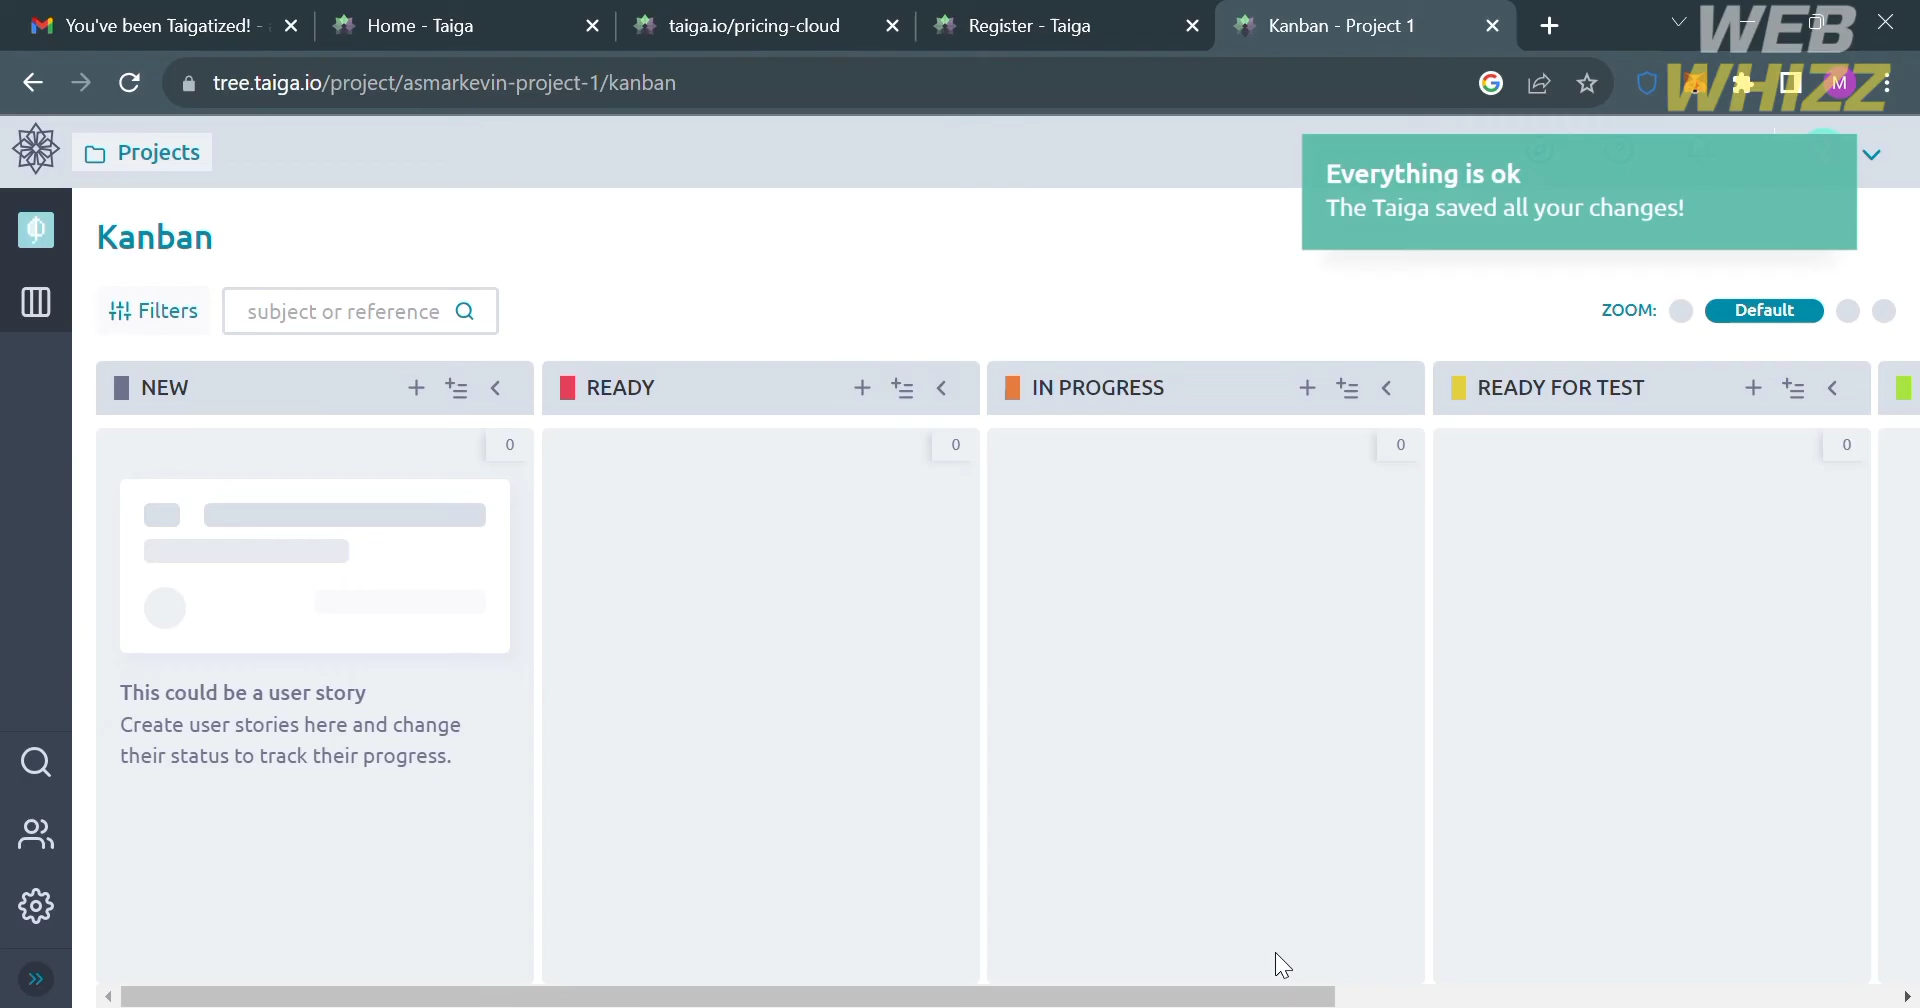 You've been Taigatized! -
Home - Taiga
taiga.io/pricing-cloud
Register - Taiga
Kanban - Project 1
WEB
WHIZZ
tree.taiga.io/project/asmarkevin-project-1/kanban
M
Projects
Everything is ok
The Taiga saved all your changes!
Kanban
Filters
subject or reference
ZOOM:
Default
NEW
READY
IN PROGRESS
READY FOR TEST
0
0
0
0
This could be a user story
Create user stories here and change
their status to track their progress.